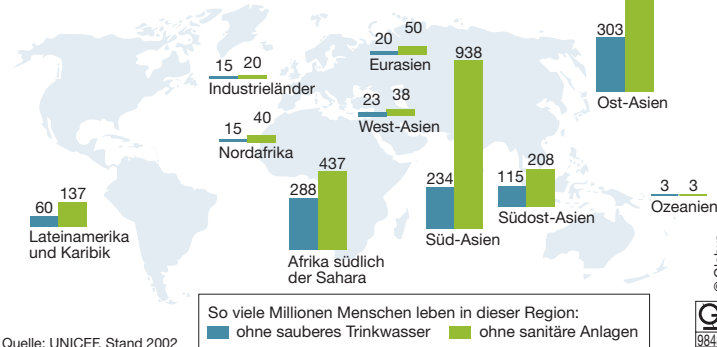 15 20
Industrieländer
20 50
Eurasien
938
303
Ost-Asien
15 40
Nordafrika
23 38
West-Asien
60 137
Lateinamerika
und Karibik
288 437
Afrika südlich
der Sahara
234
Süd-Asien
115 208
Südost-Asien
3 3
Ozeanien
So viele Millionen Menschen leben in dieser Region:
ohne sauberes Trinkwasser
ohne sanitäre Anlagen
Quelle: UNICEF, Stand 2002
984